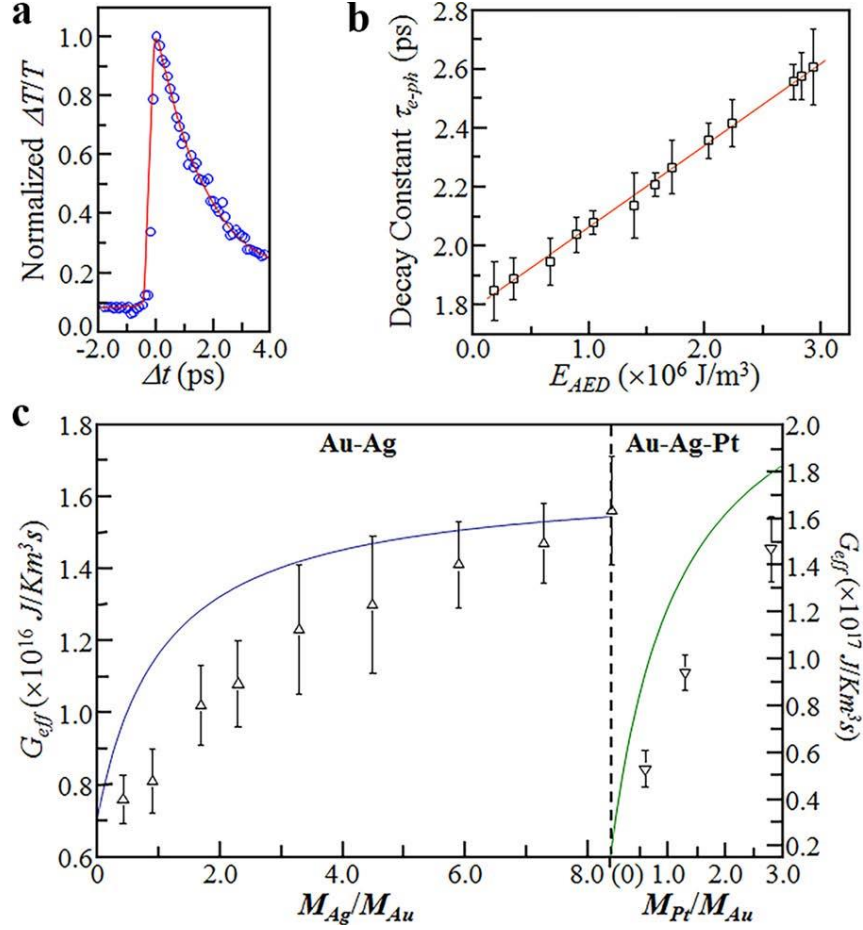 a
Normalized ΔT/T
1.0
0.8
0.6
0.4
0.2
0.0
-2.0 0.0 2.0 4.0
Δt (ps)
b
Decay Constant τe-ph (ps)
2.8
2.6
2.4
2.2
2.0
1.8
0.0 1.0 2.0 3.0
EAED (×10⁶ J/m³)
c
Au-Ag
Au-Ag-Pt
Geff (×10¹⁶ J/Km³s)
1.8
1.6
1.4
1.2
1.0
0.8
0.6
0 2.0 4.0 6.0 8.0 (0) 1.0 2.0 3.0
MAg/MAu
MPt/MAu
2.0
1.8
1.6
1.4
1.2
1.0
0.8
0.6
0.4
0.2
Geff (×10¹⁷ J/Km³s)